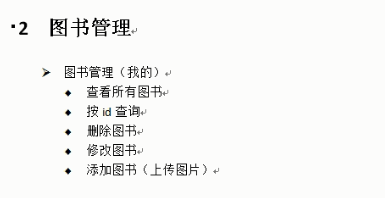 2 图书管理
图书管理（我的）
查看所有图书
按 id 查询
删除图书
修改图书
添加图书（上传图片）